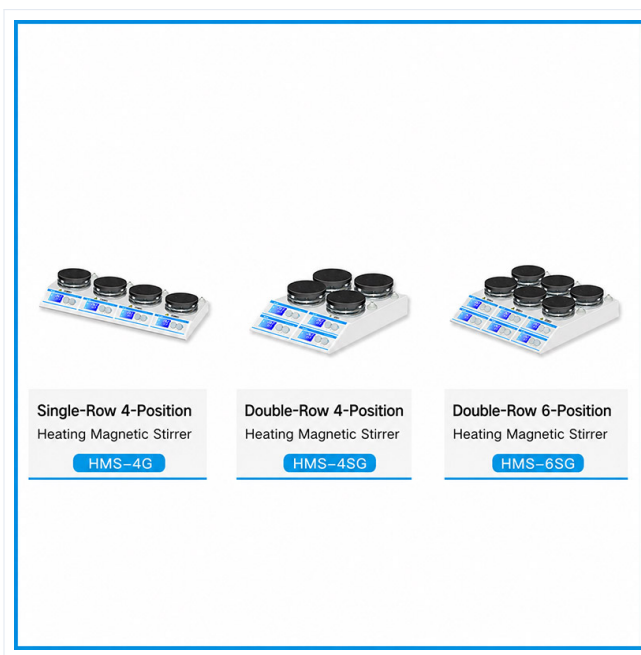 Single-Row 4-Position
Heating Magnetic Stirrer
HMS-4G
Double-Row 4-Position
Heating Magnetic Stirrer
HMS-4SG
Double-Row 6-Position
Heating Magnetic Stirrer
HMS-6SG